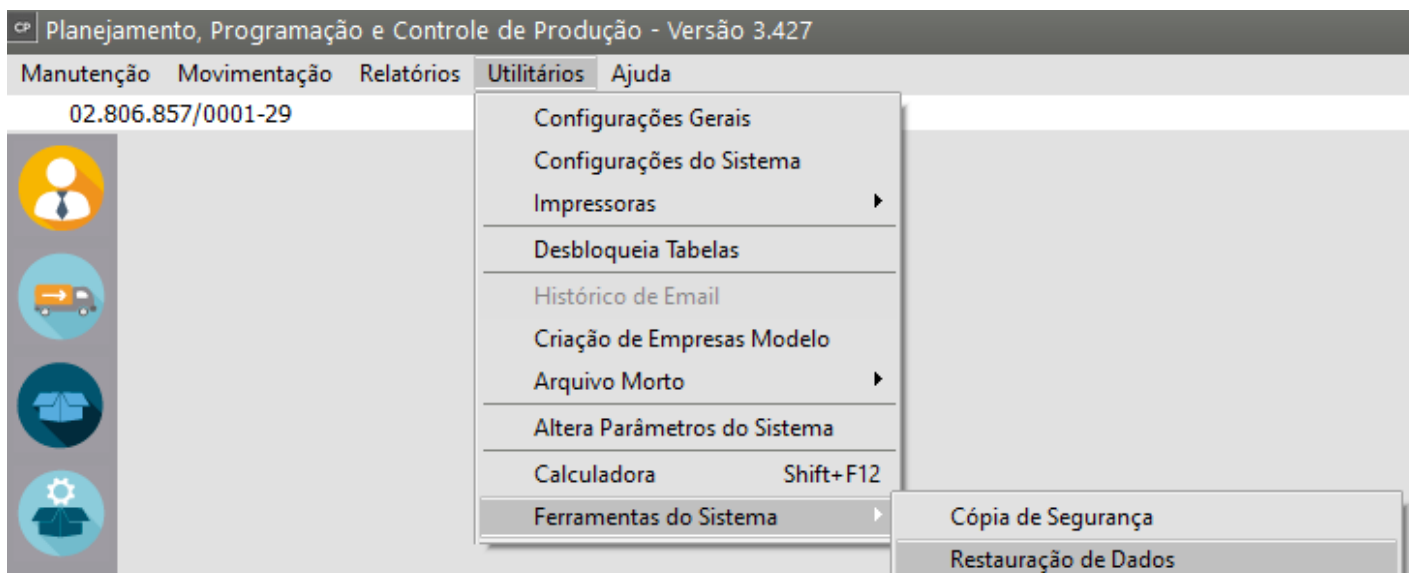 CP Planejamento, Programação e Controle de Produção - Versão 3.427
Manutenção Movimentação Relatórios Utilitários Ajuda
02.806.857/0001-29
Configurações Gerais
Configurações do Sistema
Impressoras
Desbloqueia Tabelas
Histórico de Email
Criação de Empresas Modelo
Arquivo Morto
Altera Parâmetros do Sistema
Calculadora Shift+F12
Ferramentas do Sistema
Cópia de Segurança
Restauração de Dados